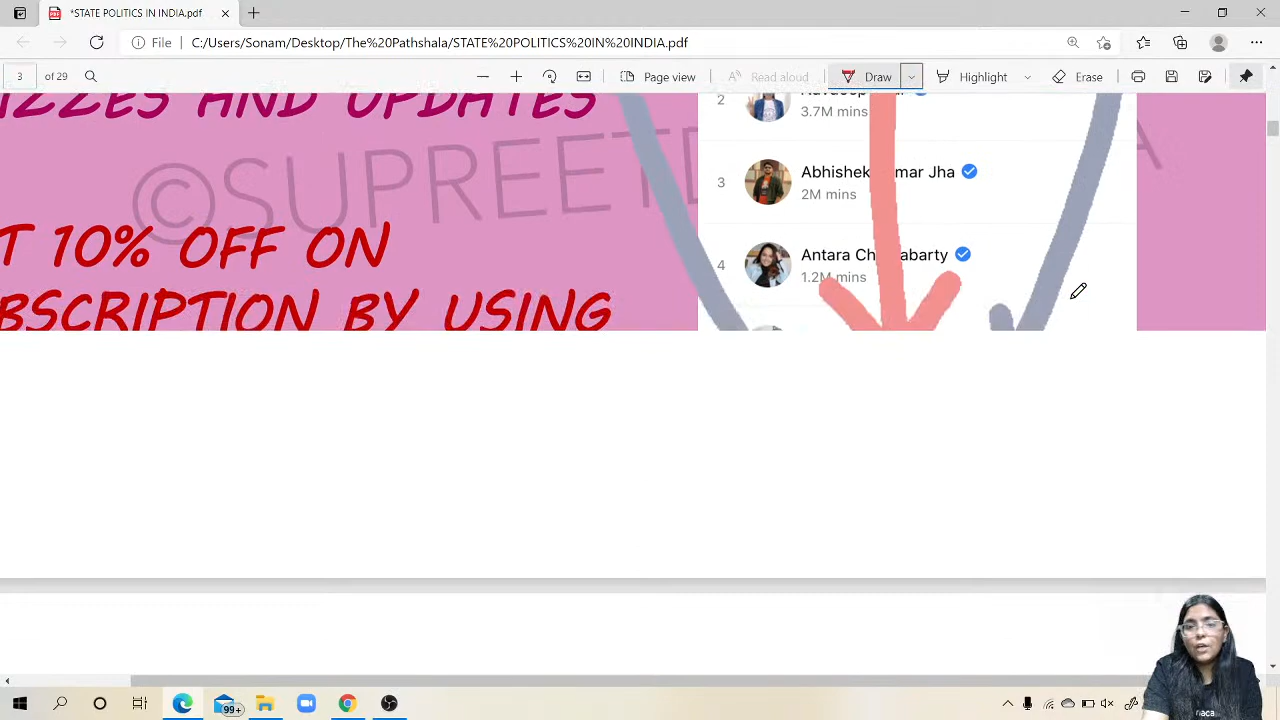 *STATE POLITICS IN INDIA.pdf
File
C:/Users/Sonam/Desktop/The%20Pathshala/STATE%20POLITICS%20IN%20INDIA.pdf
3 of 29
Page view
Read aloud
Draw
Highlight
Erase
IZZES AND UPDATES
©SUPREETD
A
T 10% OFF ON
BSCRIPTION BY USING
2
3.7M mins
3
Abhishek mar Jha
2M mins
4
Antara Ch abarty
1.2M mins
99+